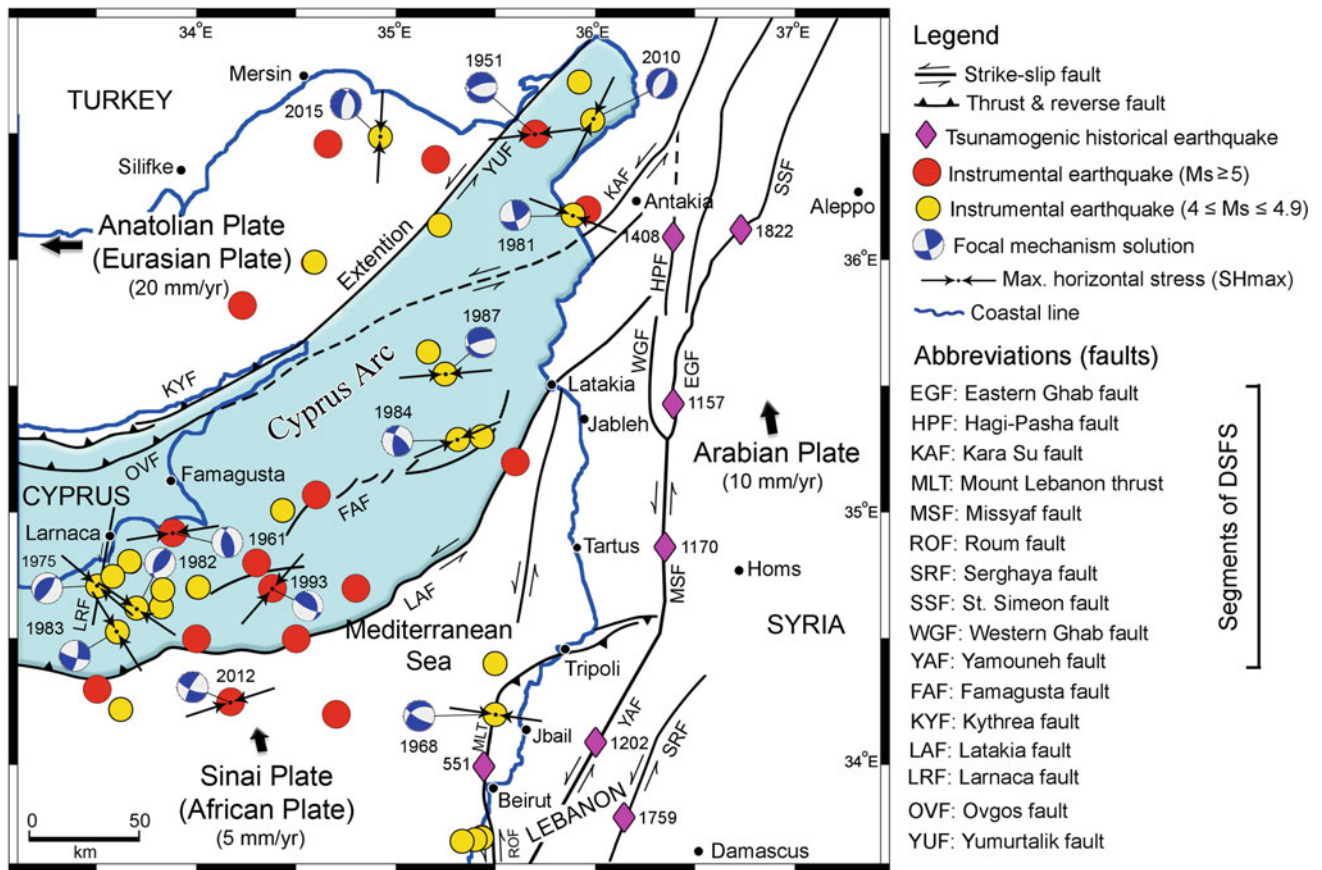 34°E
35°E
36°E
37°E
Mersin
1951
2010
TURKEY
2015
YUF
Silifke
KAF
SSF
Antakia
Aleppo
Anatolian Plate
(Eurasian Plate)
(20 mm/yr)
Extention
1981
1408
1822
36°E
HPF
1987
WGF
EGF
KYF
Cyprus Arc
Latakia
1157
1984
Jableh
Arabian Plate
(10 mm/yr)
OVF
Famagusta
CYPRUS
FAF
35°E
Larnaca
1961
Tartus
1170
Homs
1975
1982
1993
LAF
MSF
LRF
1983
Mediterranean
Sea
SYRIA
Tripoli
2012
1968
MLT
Jbail
YAF
SRF
1202
551
34°E
Sinai Plate
(African Plate)
(5 mm/yr)
Beirut
LEBANON
1759
0
50
km
ROF
Damascus
Legend
Strike-slip fault
Thrust & reverse fault
Tsunamogenic historical earthquake
Instrumental earthquake (Ms ≥ 5)
Instrumental earthquake (4 ≤ Ms ≤ 4.9)
Focal mechanism solution
Max. horizontal stress (SHmax)
Coastal line
Abbreviations (faults)
EGF: Eastern Ghab fault
HPF: Hagi-Pasha fault
KAF: Kara Su fault
MLT: Mount Lebanon thrust
MSF: Missyaf fault
ROF: Roum fault
SRF: Serghaya fault
SSF: St. Simeon fault
WGF: Western Ghab fault
YAF: Yamouneh fault
Segments of DSFS
FAF: Famagusta fault
KYF: Kythrea fault
LAF: Latakia fault
LRF: Larnaca fault
OVF: Ovgos fault
YUF: Yumurtalik fault